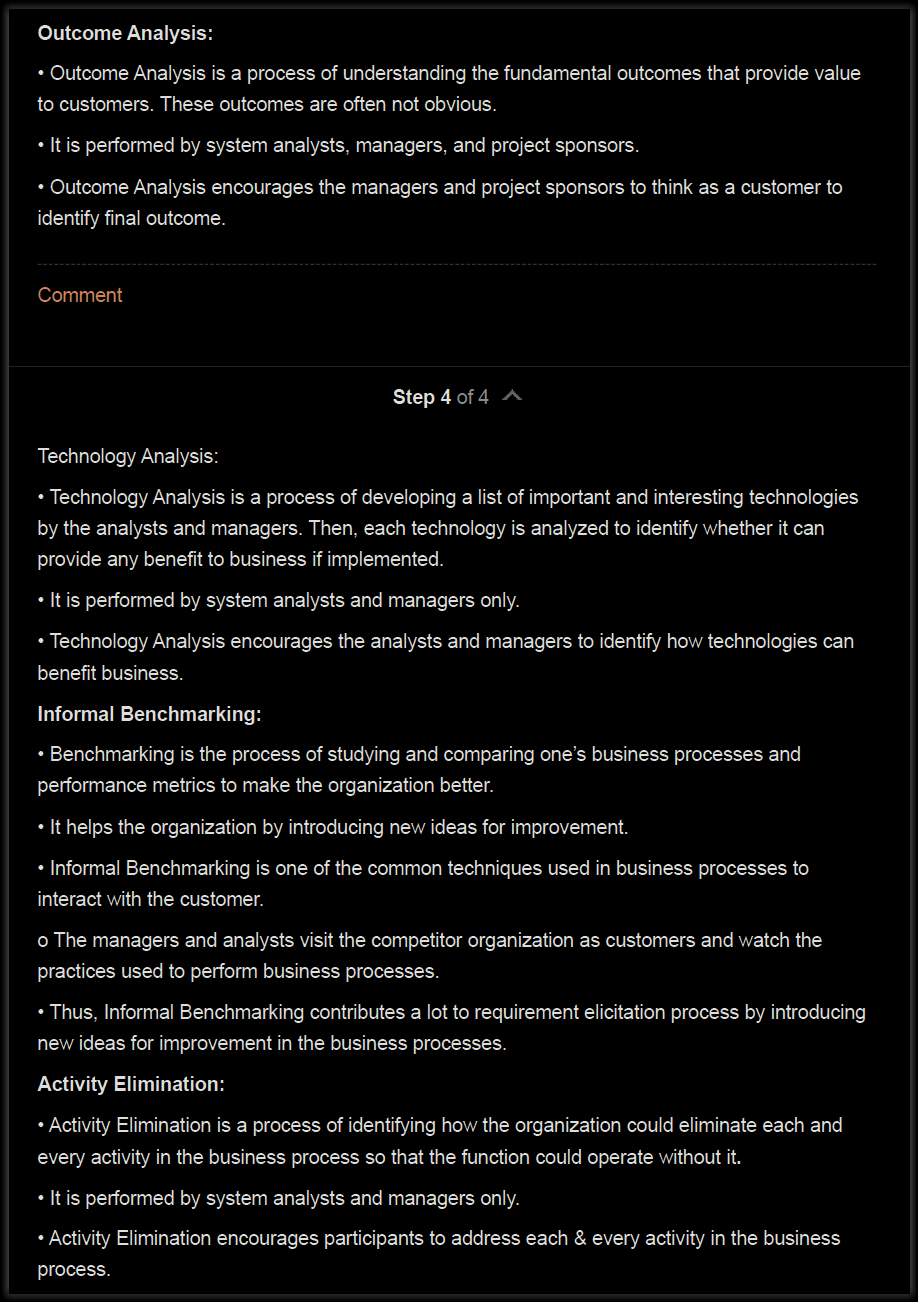 Outcome Analysis:
• Outcome Analysis is a process of understanding the fundamental outcomes that provide value
to customers. These outcomes are often not obvious.
• It is performed by system analysts, managers, and project sponsors.
• Outcome Analysis encourages the managers and project sponsors to think as a customer to
identify final outcome.
Comment
Step 4 of 4
Technology Analysis:
• Technology Analysis is a process of developing a list of important and interesting technologies
by the analysts and managers. Then, each technology is analyzed to identify whether it can
provide any benefit to business if implemented.
• It is performed by system analysts and managers only.
• Technology Analysis encourages the analysts and managers to identify how technologies can
benefit business.
Informal Benchmarking:
• Benchmarking is the process of studying and comparing one’s business processes and
performance metrics to make the organization better.
• It helps the organization by introducing new ideas for improvement.
• Informal Benchmarking is one of the common techniques used in business processes to
interact with the customer.
o The managers and analysts visit the competitor organization as customers and watch the
practices used to perform business processes.
• Thus, Informal Benchmarking contributes a lot to requirement elicitation process by introducing
new ideas for improvement in the business processes.
Activity Elimination:
• Activity Elimination is a process of identifying how the organization could eliminate each and
every activity in the business process so that the function could operate without it.
• It is performed by system analysts and managers only.
• Activity Elimination encourages participants to address each & every activity in the business
process.